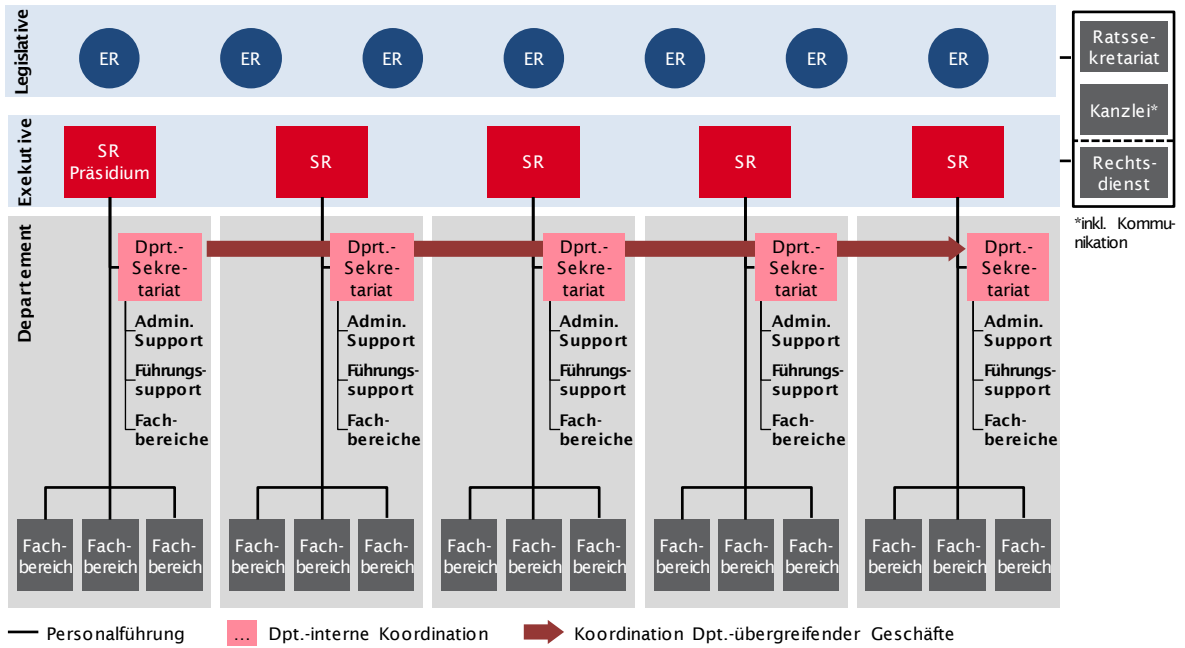 Legislative
ER
ER
ER
ER
ER
ER
ER
Exekutive
SR
Präsidium
SR
SR
SR
SR
Ratsse-
kretariat
Kanzlei*
Rechts-
dienst
*inkl. Kommu-
nikation
Departement
Dprt.-
Sekre-
tariat
Admin.
Support
Führungs-
support
Fach-
bereiche
Fach-
bereich
Fach-
bereich
Fach-
bereich
Dprt.-
Sekre-
tariat
Admin.
Support
Führungs-
support
Fach-
bereiche
Fach-
bereich
Fach-
bereich
Fach-
bereich
Dprt.-
Sekre-
tariat
Admin.
Support
Führungs-
support
Fach-
bereiche
Fach-
bereich
Fach-
bereich
Fach-
bereich
Dprt.-
Sekre-
tariat
Admin.
Support
Führungs-
support
Fach-
bereiche
Fach-
bereich
Fach-
bereich
Fach-
bereich
Dprt.-
Sekre-
tariat
Admin.
Support
Führungs-
support
Fach-
bereiche
Fach-
bereich
Fach-
bereich
Fach-
bereich
Personalführung
... Dpt.-interne Koordination
Koordination Dpt.-übergreifender Geschäfte